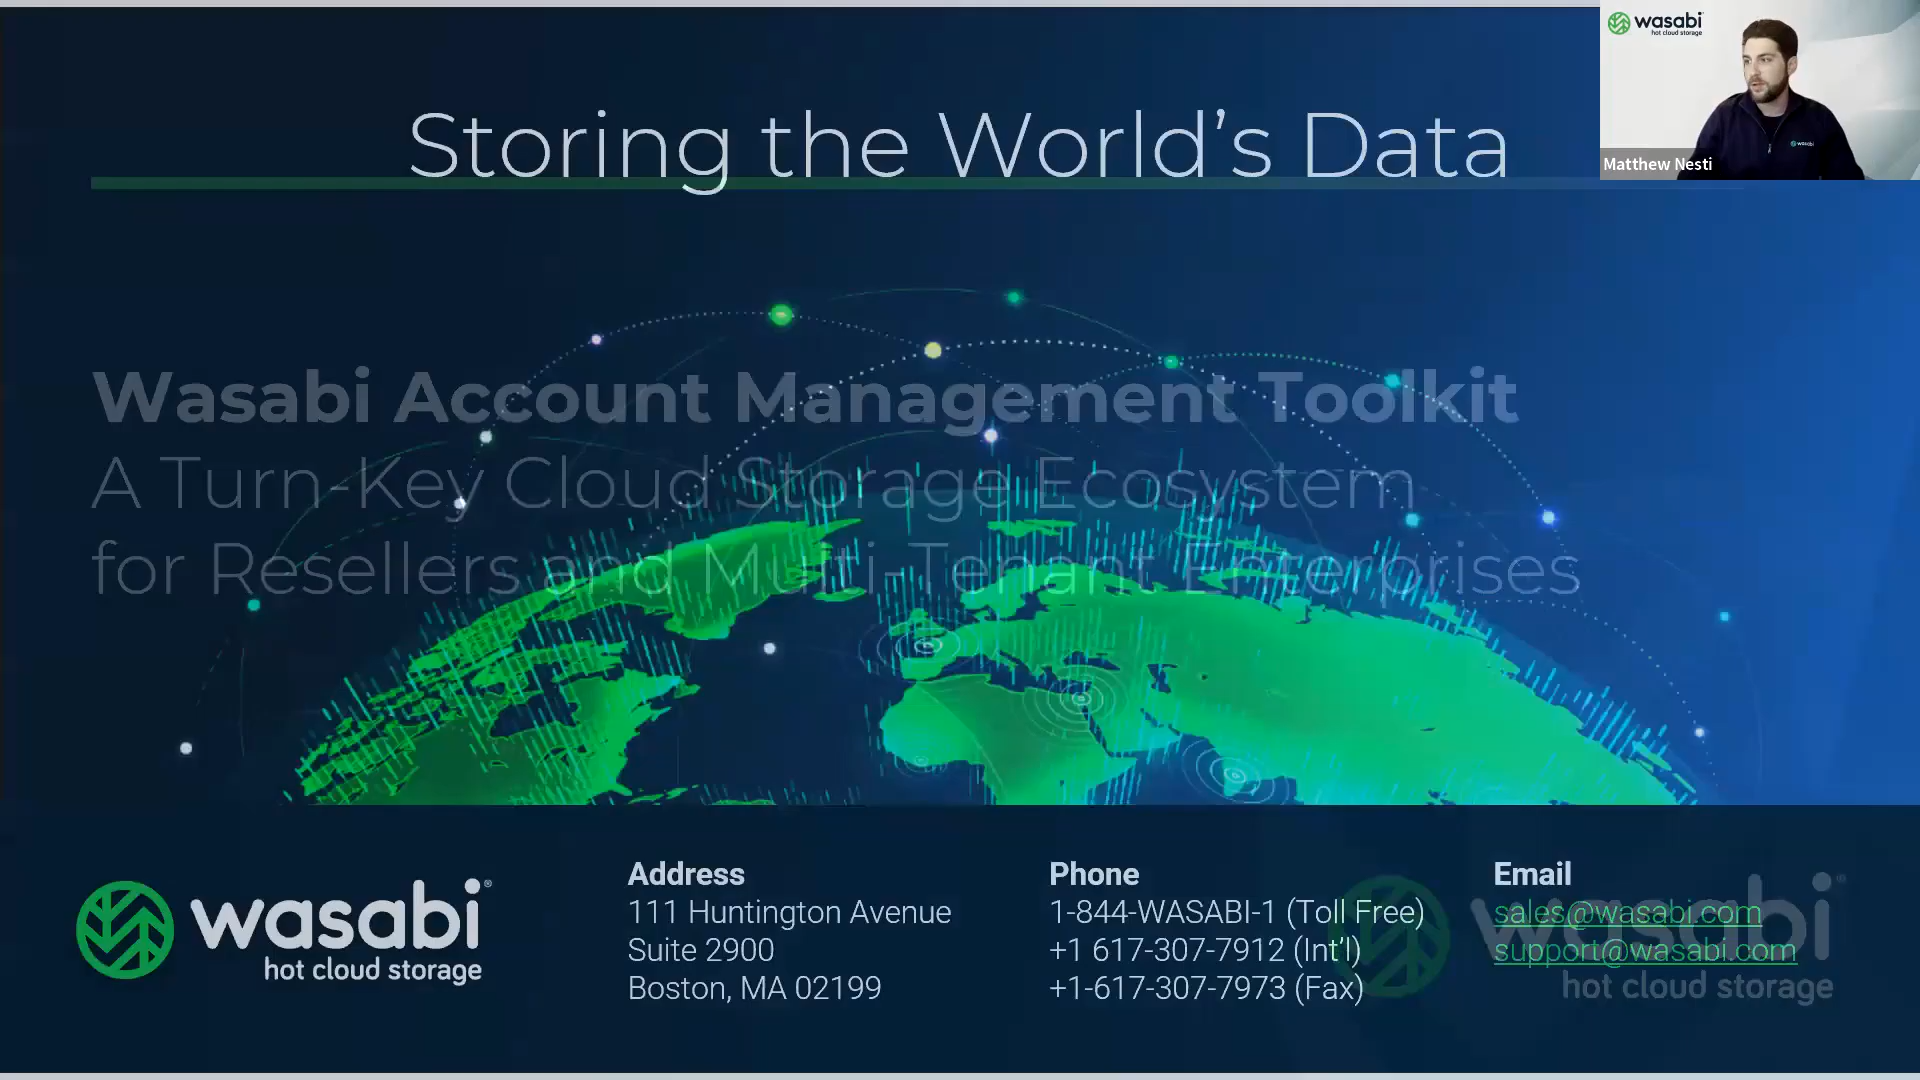 wasabi
hot cloud storage
Matthew Nesti
wasabi
Storing the World's Data
Wasabi Account Management Toolkit
A Turn-Key Cloud Storage Ecosystem
for Resellers and Multi-Tenant Enterprises
wasabi®
hot cloud storage
Address
111 Huntington Avenue
Suite 2900
Boston, MA 02199
Phone
1-844-WASABI-1 (Toll Free)
+1 617-307-7912 (Int'l)
+1-617-307-7973 (Fax)
Email
sales@wasabi.com
support@wasabi.com
wasabi®
hot cloud storage